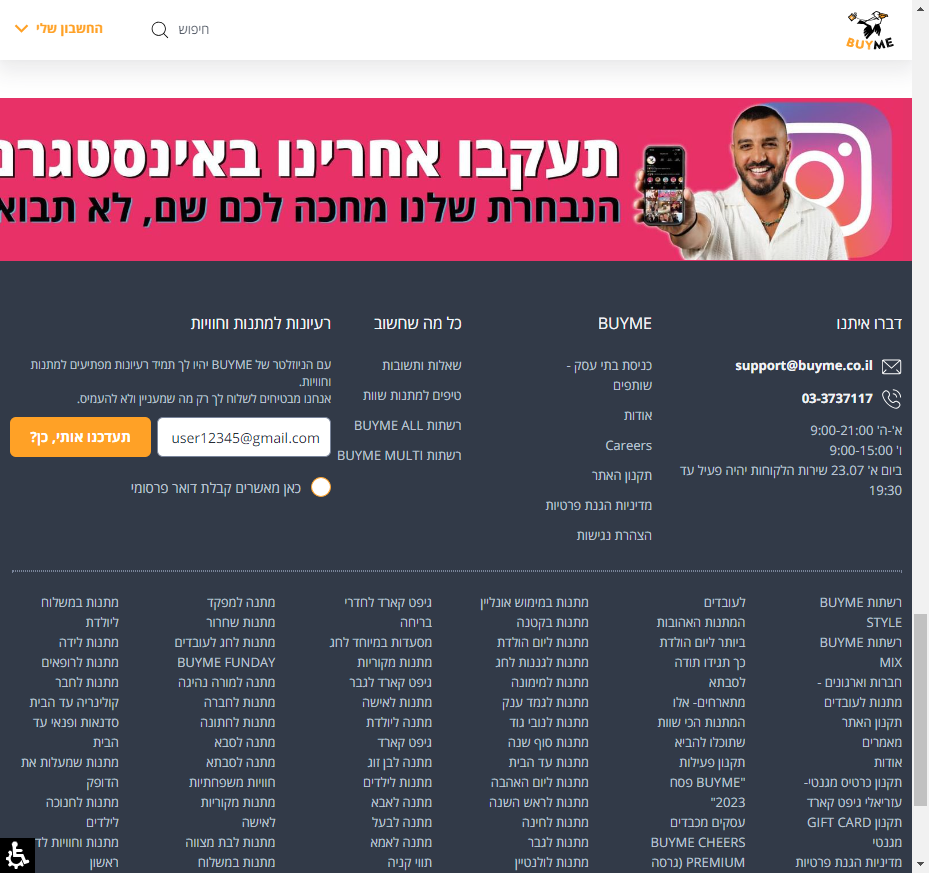 BUYME
חיפוש
החשבון שלי
תעקבו אחרינו באינסטגרם
הנבחרת שלנו מחכה לכם שם, לא תבוא
דברו איתנו
support@buyme.co.il
03-3737117
א'-ה' 9:00-21:00
ו' 9:00-15:00
ביום א' 23.07 שירות הלקוחות יהיה פעיל עד
19:30
BUYME
כניסת בתי עסק -
שותפים
אודות
Careers
תקנון האתר
מדיניות הגנת פרטיות
הצהרת נגישות
כל מה שחשוב
שאלות ותשובות
טיפים למתנות שוות
רשתות BUYME ALL
רשתות BUYME MULTI
רעיונות למתנות וחוויות
עם הניוזלטר של BUYME יהיו לך תמיד רעיונות מפתיעים למתנות
וחוויות.
אנחנו מבטיחים לשלוח לך רק מה שמעניין ולא להעמיס.
user12345@gmail.com
תעדכנו אותי, כן?
כאן מאשרים קבלת דואר פרסומי
רשתות BUYME
STYLE
רשתות BUYME
MIX
חברות וארגונים -
מתנות לעובדים
תקנון האתר
מאמרים
אודות
תקנון כרטיס מגנטי-
עזריאלי גיפט קארד
תקנון GIFT CARD
מגנטי
מדיניות הגנת פרטיות
לעובדים
המתנות האהובות
ביותר ליום הולדת
כך תגידו תודה
לסבתא
מתארחים- אלו
המתנות הכי שוות
שתוכלו להביא
תקנון פעילות
"BUYME פסח
2023"
עסקים מכבדים
BUYME CHEERS
PREMIUM (גרסה
מתנות במימוש אונליין
מתנות בקטנה
מתנות ליום הולדת
מתנות לגננות לחג
מתנות למימונה
מתנות לגמד ענק
מתנות לנובי גוד
מתנות סוף שנה
מתנות עד הבית
מתנות ליום האהבה
מתנות לראש השנה
מתנות לחינה
מתנות לגבר
מתנות לולנטיין
גיפט קארד לחדרי
בריחה
מסעדות במיוחד לחג
מתנות מקוריות
גיפט קארד לגבר
מתנות לאישה
מתנה ליולדת
גיפט קארד
מתנה לבן זוג
מתנות לילדים
מתנה לאבא
מתנה לבעל
מתנה לאמא
תווי קניה
מתנה למפקד
מתנות שחרור
מתנות לחג לעובדים
BUYME FUNDAY
מתנה למורה נהיגה
מתנות לחברה
מתנות לחתונה
מתנה לסבא
מתנה לסבתא
חוויות משפחתיות
מתנות מקוריות
לאישה
מתנות לבת מצווה
מתנות במשלוח
מתנות במשלוח
ליולדת
מתנות לידה
מתנות לרופאים
מתנות לחבר
קולינריה עד הבית
סדנאות ופנאי עד
הבית
מתנות שמעלות את
הדופק
מתנות לחנוכה
לילדים
מתנות וחוויות לד
ראשון